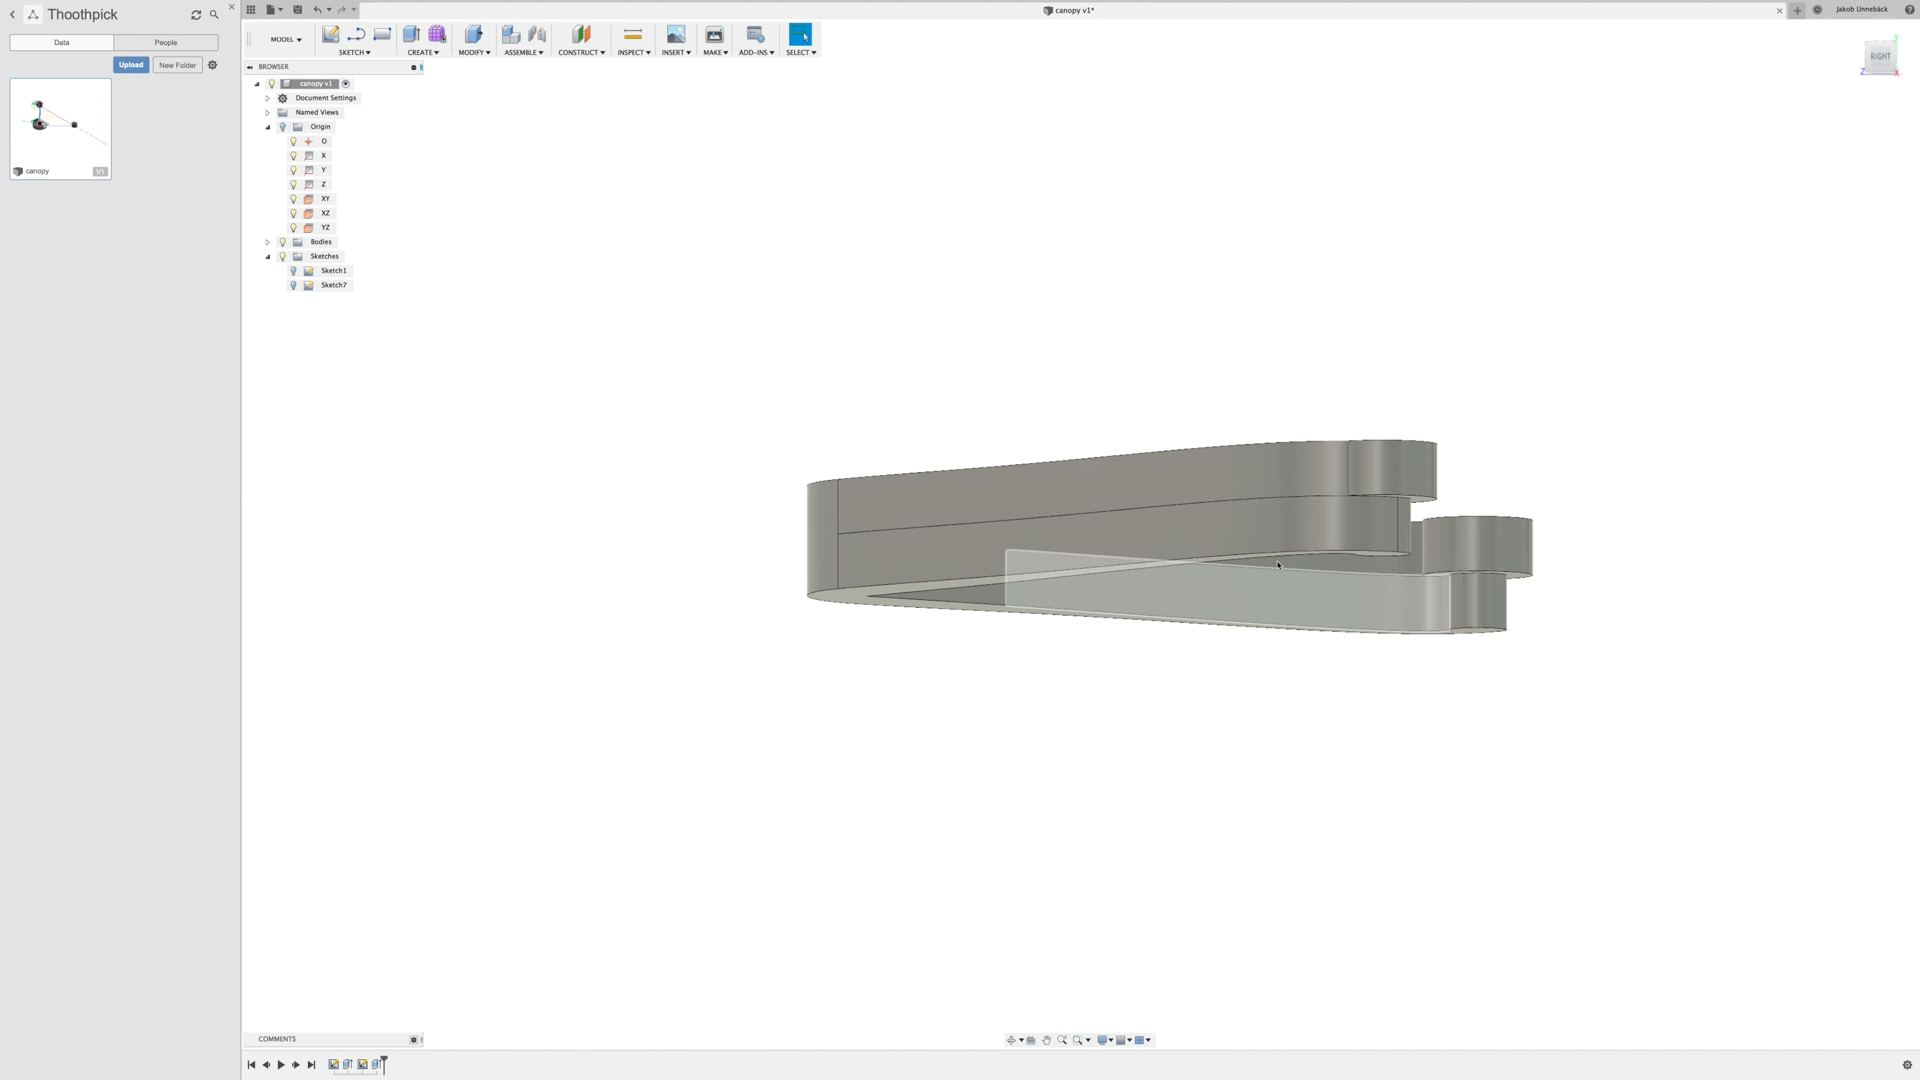 Thoothpick
Data
People
Upload
New Folder
canopy
V1
canopy v1*
Jakob Unnebäck
MODEL
SKETCH
CREATE
MODIFY
ASSEMBLE
CONSTRUCT
INSPECT
INSERT
MAKE
ADD-INS
SELECT
BROWSER
canopy v1
Document Settings
Named Views
Origin
O
X
Y
Z
XY
XZ
YZ
Bodies
Sketches
Sketch1
Sketch7
RIGHT
Z
X
COMMENTS